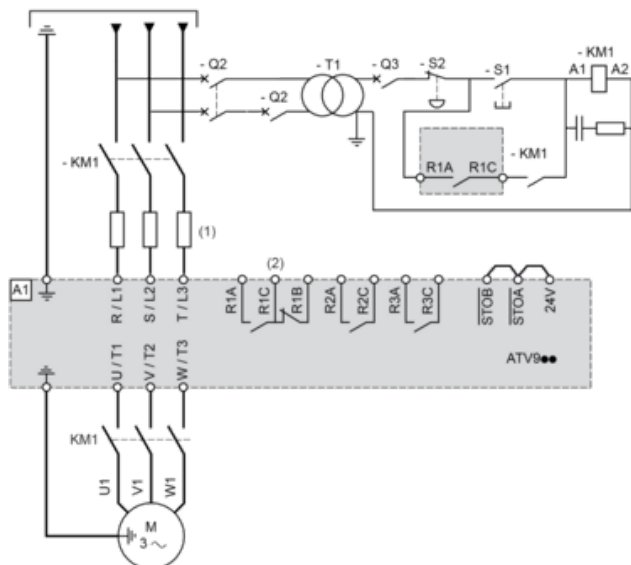 - Q2
- T1
- Q3
- S2
- S1
- KM1
A1
A2
- Q2
- KM1
R1A
R1C
- KM1
(1)
(2)
A1
R / L1
S / L2
T / L3
R1A
R1C
R1B
R2A
R2C
R3A
R3C
STOB
STOA
24V
U / T1
V / T2
W / T3
ATV9●●
KM1
U1
V1
W1
M
3 ~